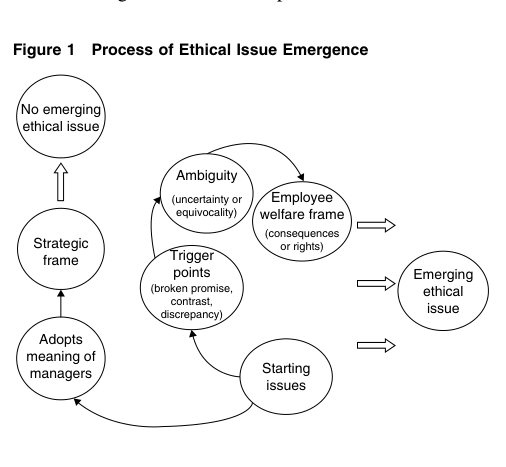 Figure 1 Process of Ethical Issue Emergence
No emerging
ethical issue
Ambiguity
(uncertainty or
equivocality)
Employee
welfare frame
(consequences
or rights)
Strategic
frame
Trigger
points
(broken promise,
contrast,
discrepancy)
Emerging
ethical
issue
Adopts
meaning of
managers
Starting
issues